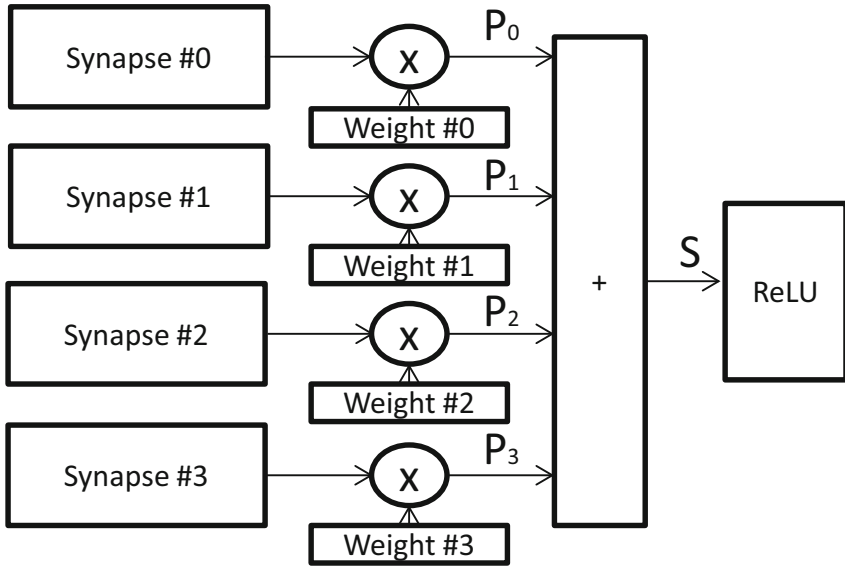 Synapse #0
x
P0
Weight #0
Synapse #1
x
P1
Weight #1
Synapse #2
x
P2
Weight #2
Synapse #3
x
P3
Weight #3
+
S
ReLU